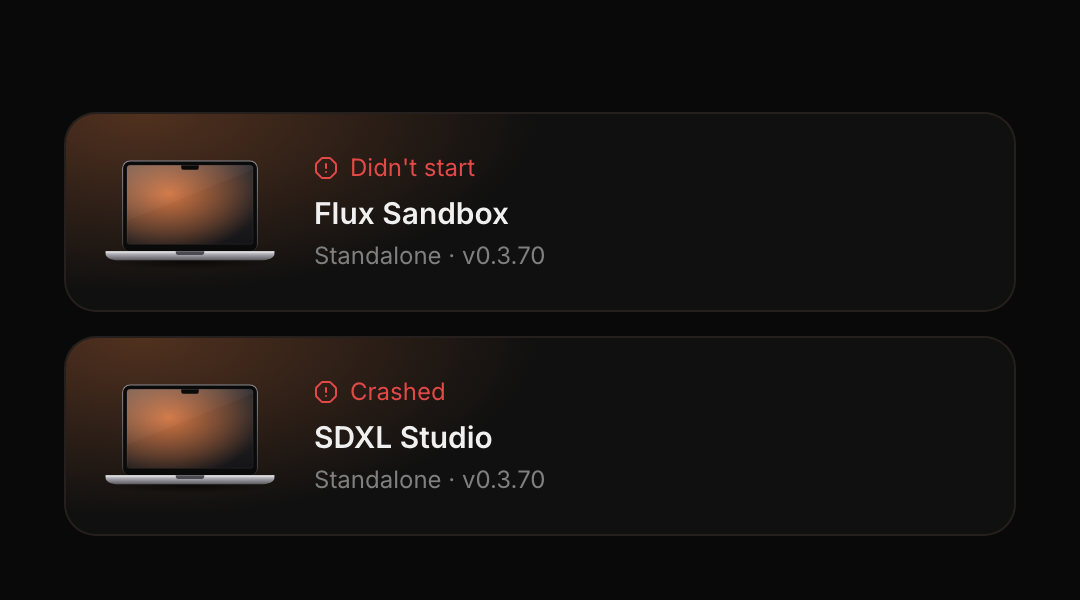 Didn't start
Flux Sandbox
Standalone · v0.3.70
Crashed
SDXL Studio
Standalone · v0.3.70